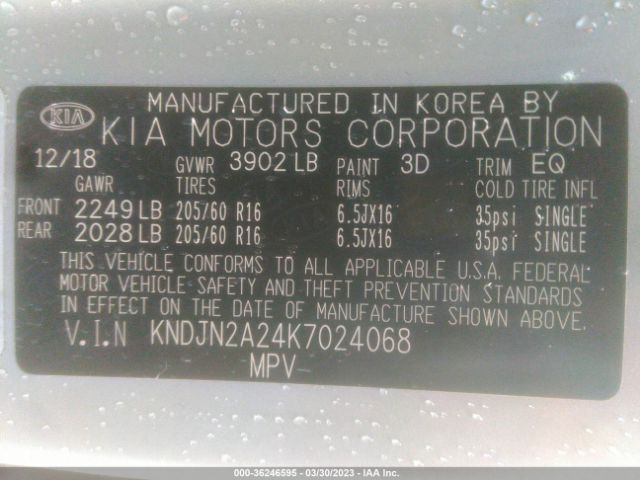 KIA
MANUFACTURED IN KOREA BY
KIA MOTORS CORPORATION
12/18 GVWR 3902 LB PAINT 3D TRIM EQ
GAWR TIRES RIMS COLD TIRE INFL
FRONT 2249 LB 205/60 R16 6.5JX16 35psi SINGLE
REAR 2028 LB 205/60 R16 6.5JX16 35psi SINGLE
THIS VEHICLE CONFORMS TO ALL APPLICABLE U.S.A. FEDERAL
MOTOR VEHICLE SAFETY AND THEFT PREVENTION STANDARDS
IN EFFECT ON THE DATE OF MANUFACTURE SHOWN ABOVE.
V.I.N KNDJN2A24K7024068
MPV
000-36246595 - 03/30/2023 - IAA Inc.